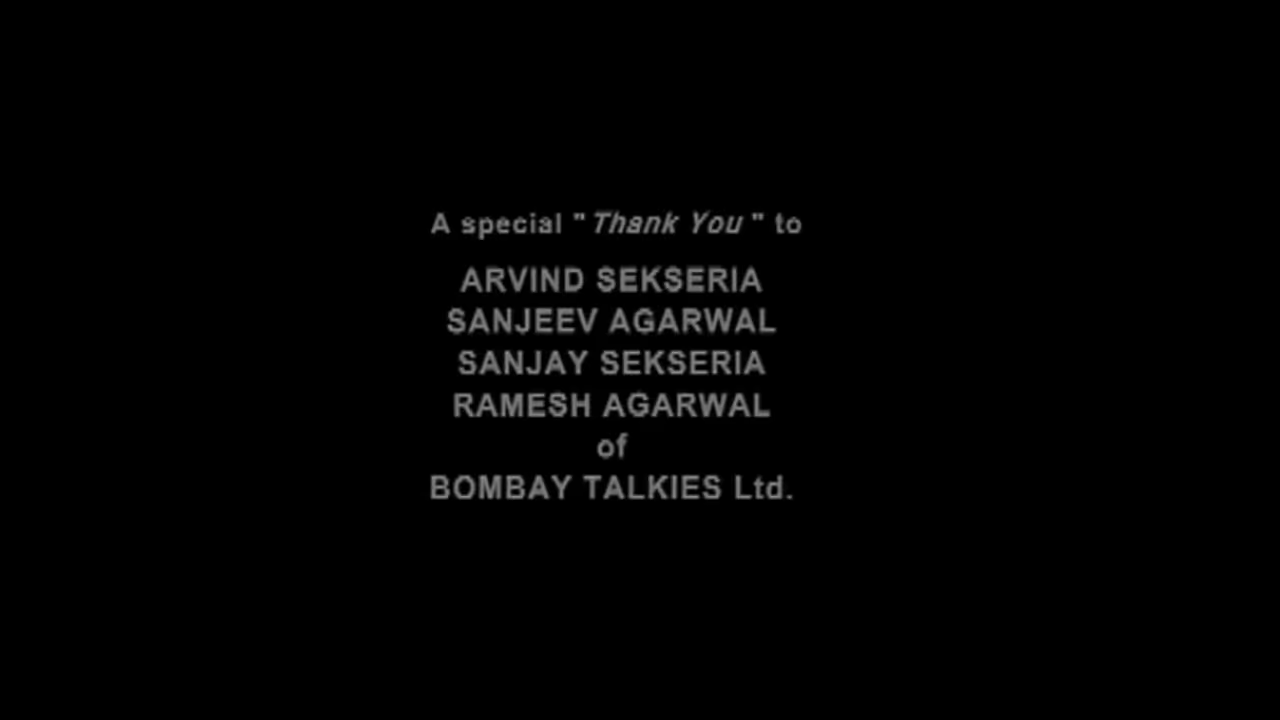 A special "Thank You" to
ARVIND SEKSERIA
SANJEEV AGARWAL
SANJAY SEKSERIA
RAMESH AGARWAL
of
BOMBAY TALKIES Ltd.